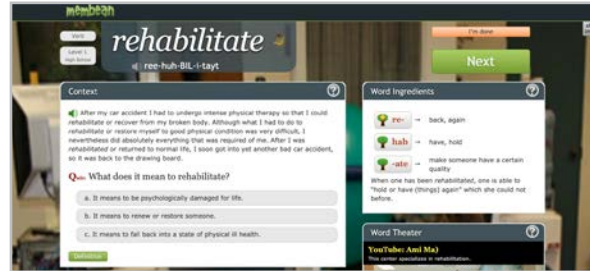 membean
Verb
Level 1
rehabilitate
ree-huh-BIL-i-tayt
I'm done
Next
Context
After my car accident I had to undergo intense physical therapy so that I could
rehabilitate or recover from my broken body. Although what I had to do to
rehabilitate or restore myself to good physical condition was very difficult, I
nevertheless did absolutely everything that was required of me. After I was
rehabilitated or returned to normal life, I soon got into yet another bad car accident,
so it was back to the drawing board.
Quiz: What does it mean to rehabilitate?
a. It means to be psychologically damaged for life.
b. It means to renew or restore someone.
c. It means to fall back into a state of physical ill health.
Definition
Word Ingredients
re- → back, again
hab → have, hold
-ate → make someone have a certain
quality
When one has been rehabilitated, one is able to
"hold or have (things) again" which she could not
before.
Word Theater
YouTube: Ami Ma)
This center specializes in rehabilitation.